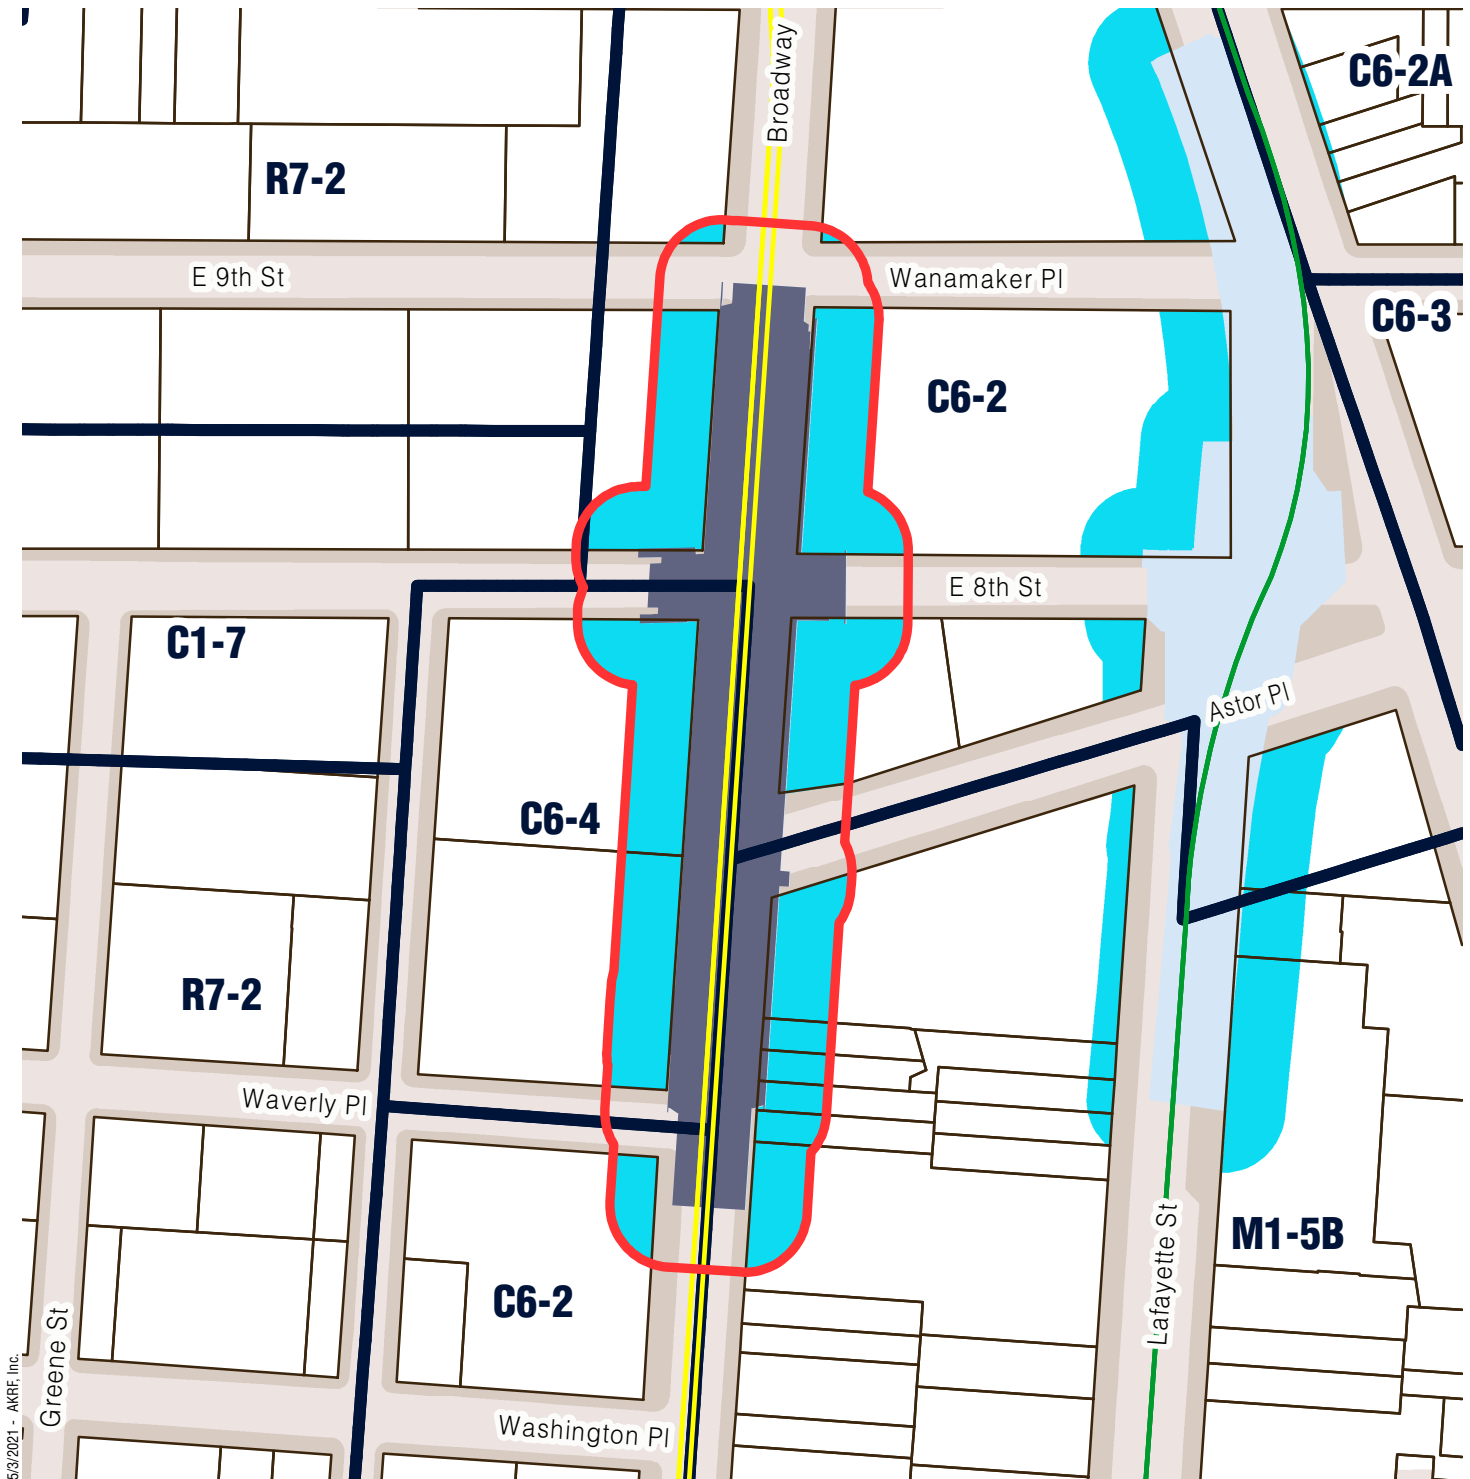 Broadway
C6-2A
R7-2
E 9th St
Wanamaker Pl
C6-3
C6-2
E 8th St
C1-7
Astor Pl
C6-4
R7-2
Waverly Pl
Lafayette St
M1-5B
C6-2
Greene St
Washington Pl
5/3/2021 - AKRF, Inc.